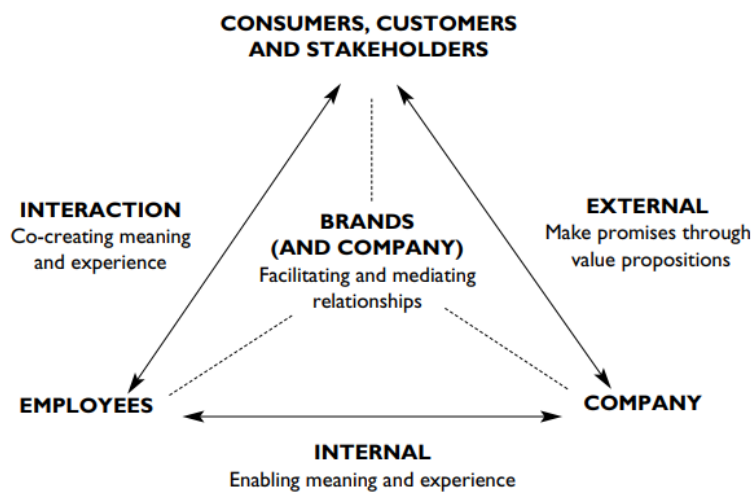 CONSUMERS, CUSTOMERS
AND STAKEHOLDERS
INTERACTION
Co-creating meaning
and experience
BRANDS
(AND COMPANY)
Facilitating and mediating
relationships
EXTERNAL
Make promises through
value propositions
EMPLOYEES
COMPANY
INTERNAL
Enabling meaning and experience